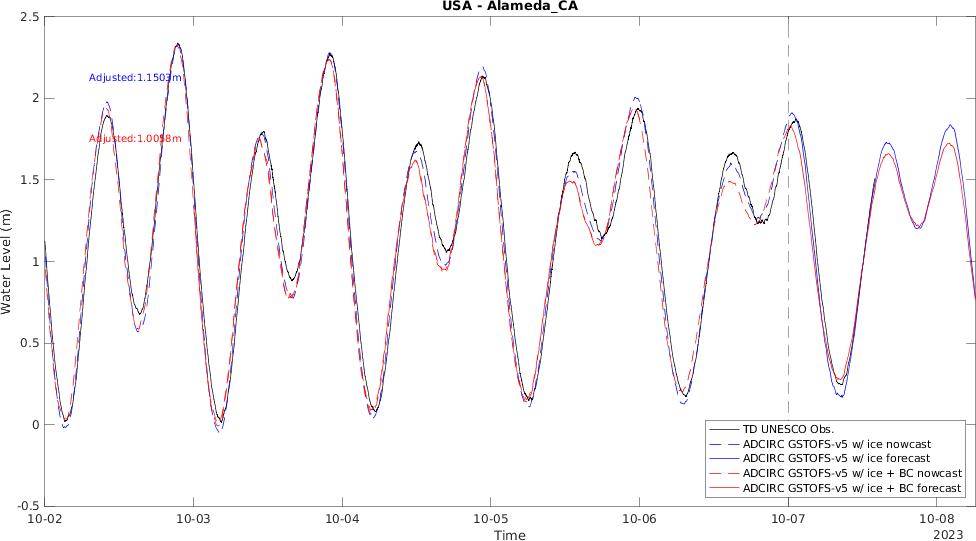 USA - Alameda_CA
2.5
2
1.5
1
0.5
0
-0.5
Water Level (m)
Adjusted:1.1503m
Adjusted:1.0058m
TD UNESCO Obs.
ADCIRC GSTOFS-v5 w/ ice nowcast
ADCIRC GSTOFS-v5 w/ ice forecast
ADCIRC GSTOFS-v5 w/ ice + BC nowcast
ADCIRC GSTOFS-v5 w/ ice + BC forecast
10-02 10-03 10-04 10-05 10-06 10-07 10-08
Time
2023